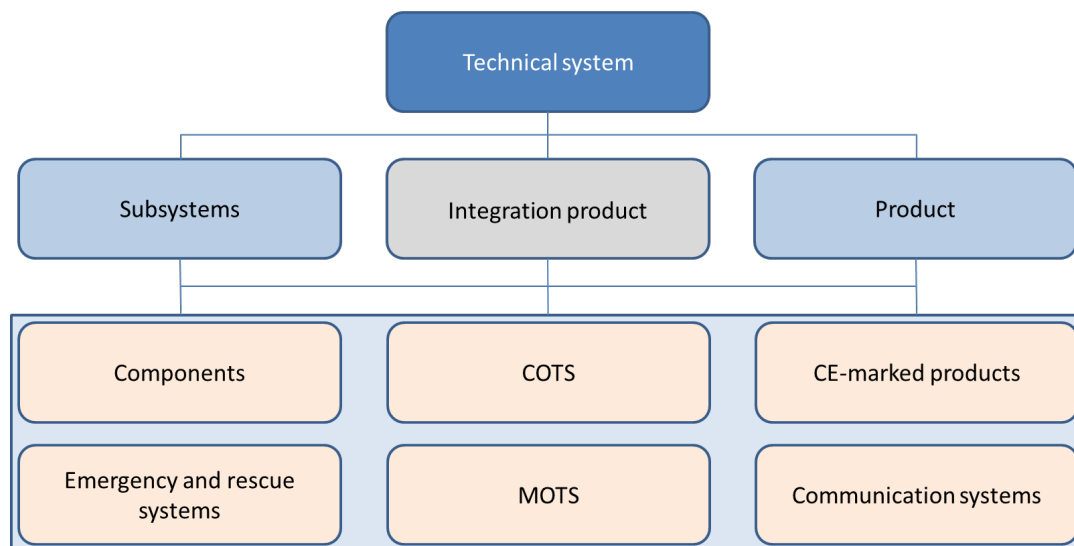 Technical system
Subsystems
Integration product
Product
Components
COTS
CE-marked products
Emergency and rescue
systems
MOTS
Communication systems